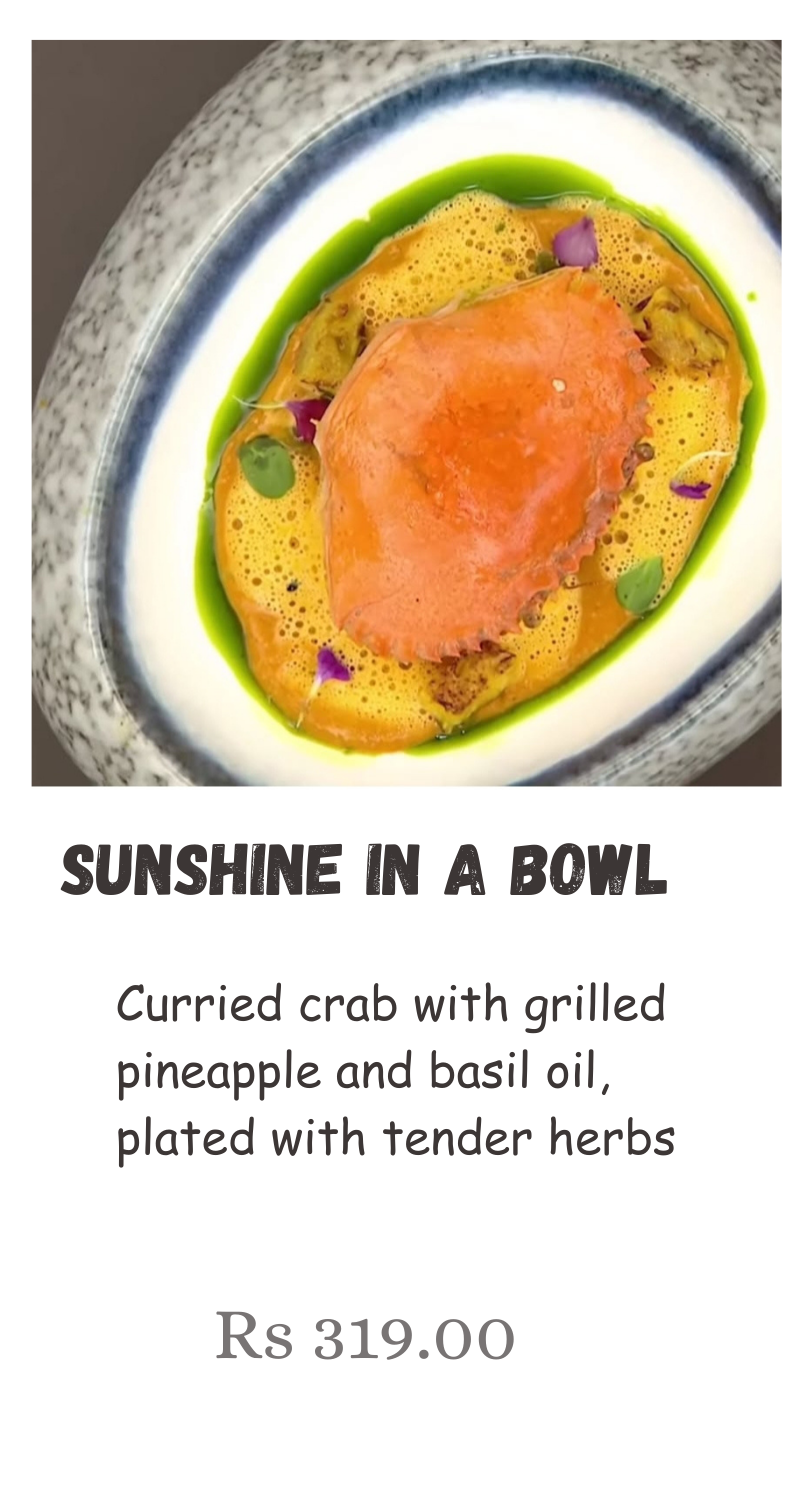 SUNSHINE IN A BOWL
Curried crab with grilled
pineapple and basil oil,
plated with tender herbs
Rs 319.00